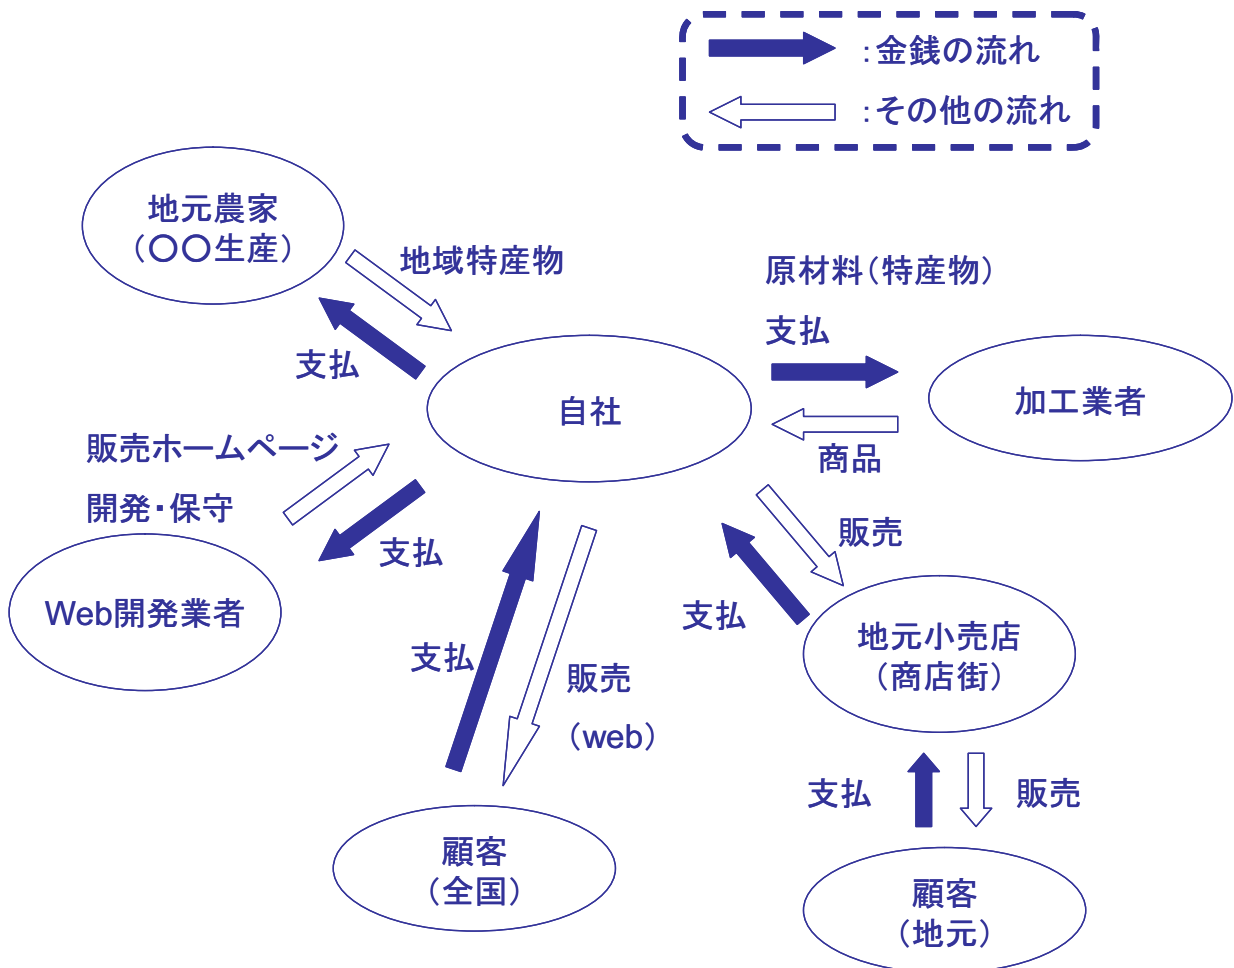 ：金銭の流れ
：その他の流れ
地元農家
（〇〇生産）
地域特産物
支払
原材料（特産物）
支払
自社
加工業者
商品
販売ホームページ
開発・保守
支払
Web開発業者
販売
支払
地元小売店
（商店街）
支払
販売
（web）
支払
販売
顧客
（全国）
顧客
（地元）